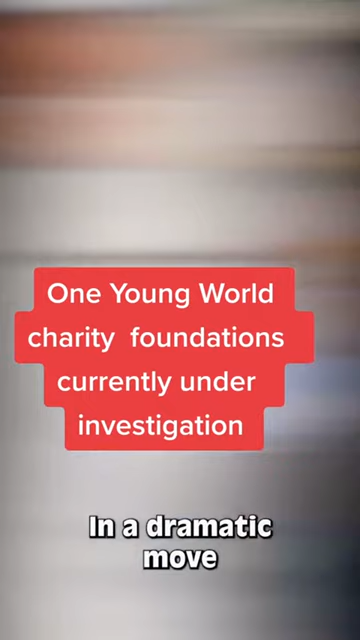 One Young World
charity foundations
currently under
investigation
In a dramatic
move